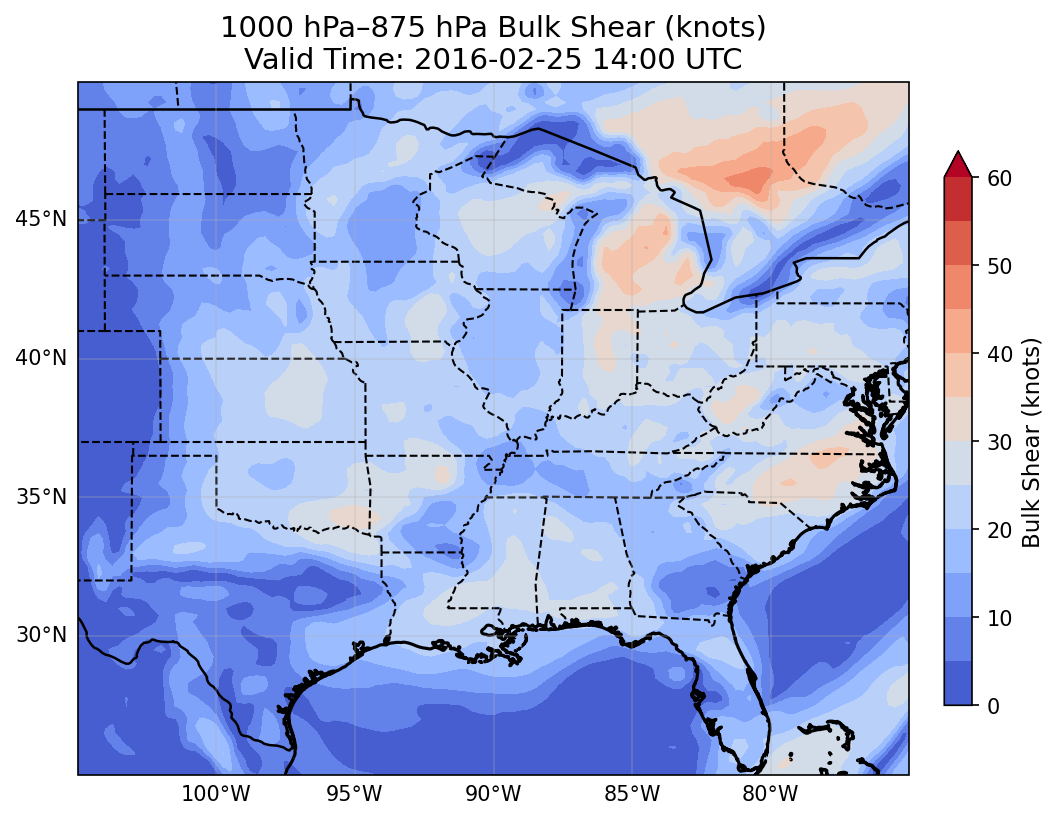 1000 hPa–875 hPa Bulk Shear (knots)
Valid Time: 2016-02-25 14:00 UTC
45°N
40°N
35°N
30°N
100°W
95°W
90°W
85°W
80°W
60
50
40
30
20
10
0
Bulk Shear (knots)